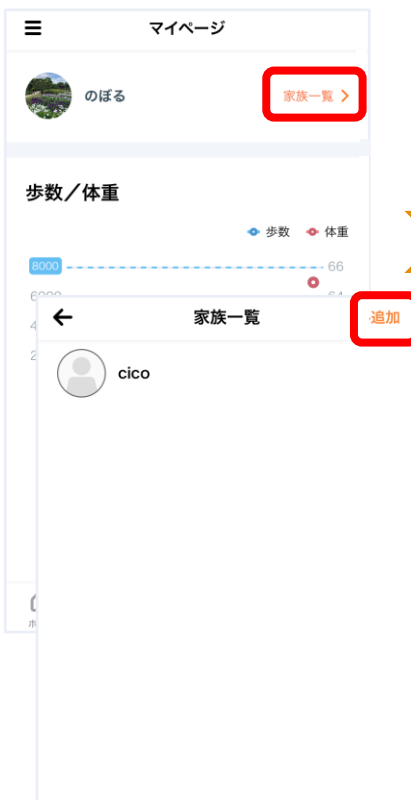 マイページ
のぼる
家族一覧
歩数／体重
歩数 体重
8000 66
家族一覧
追加
cico